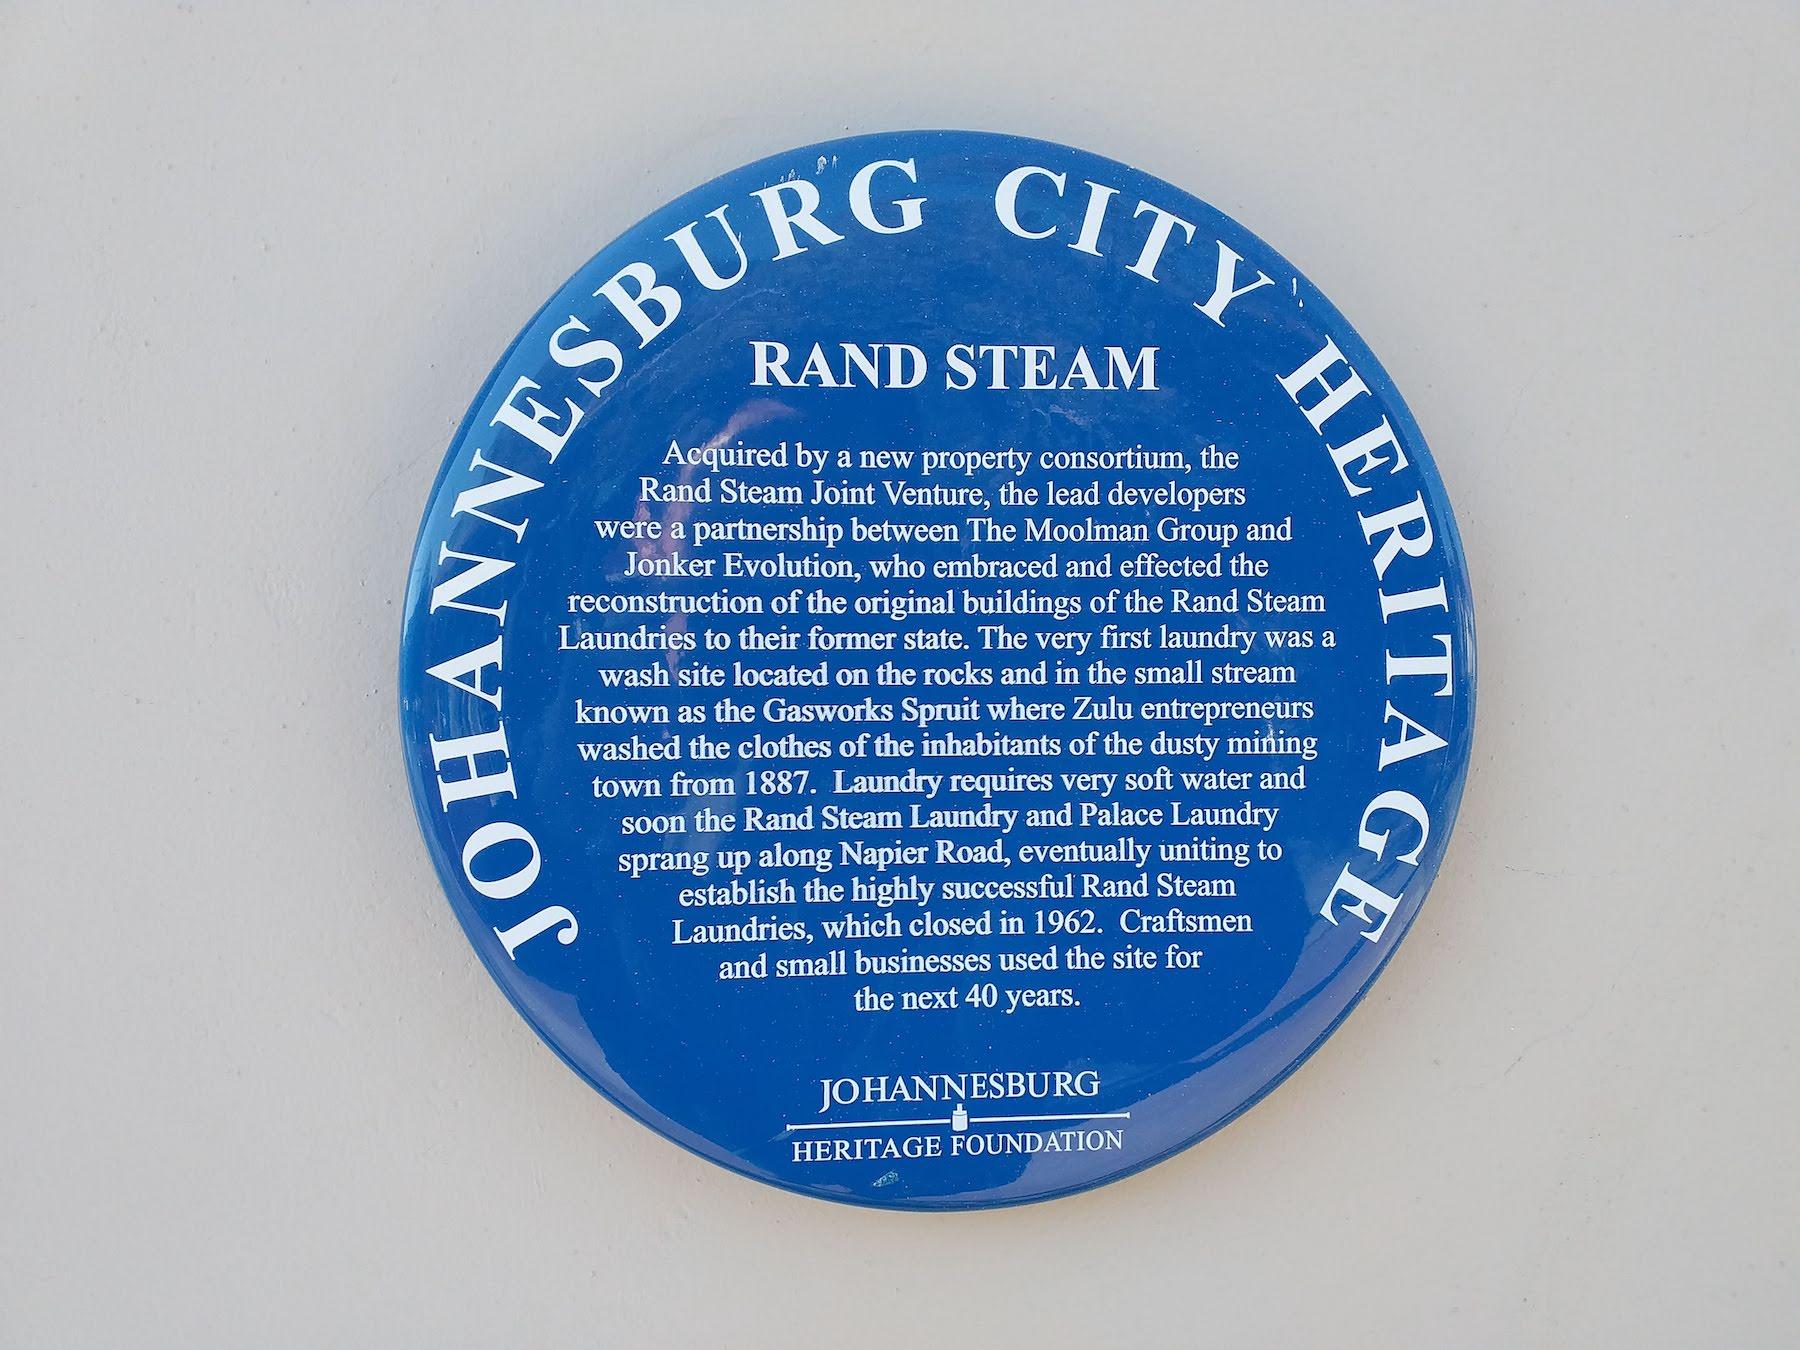 JOHANNESBURG CITY HERITAGE
RAND STEAM
Acquired by a new property consortium, the
Rand Steam Joint Venture, the lead developers
were a partnership between The Moolman Group and
Jonker Evolution, who embraced and effected the
reconstruction of the original buildings of the Rand Steam
Laundries to their former state. The very first laundry was a
wash site located on the rocks and in the small stream
known as the Gasworks Spruit where Zulu entrepreneurs
washed the clothes of the inhabitants of the dusty mining
town from 1887. Laundry requires very soft water and
soon the Rand Steam Laundry and Palace Laundry
sprang up along Napier Road, eventually uniting to
establish the highly successful Rand Steam
Laundries, which closed in 1962. Craftsmen
and small businesses used the site for
the next 40 years.
JOHANNESBURG
HERITAGE FOUNDATION